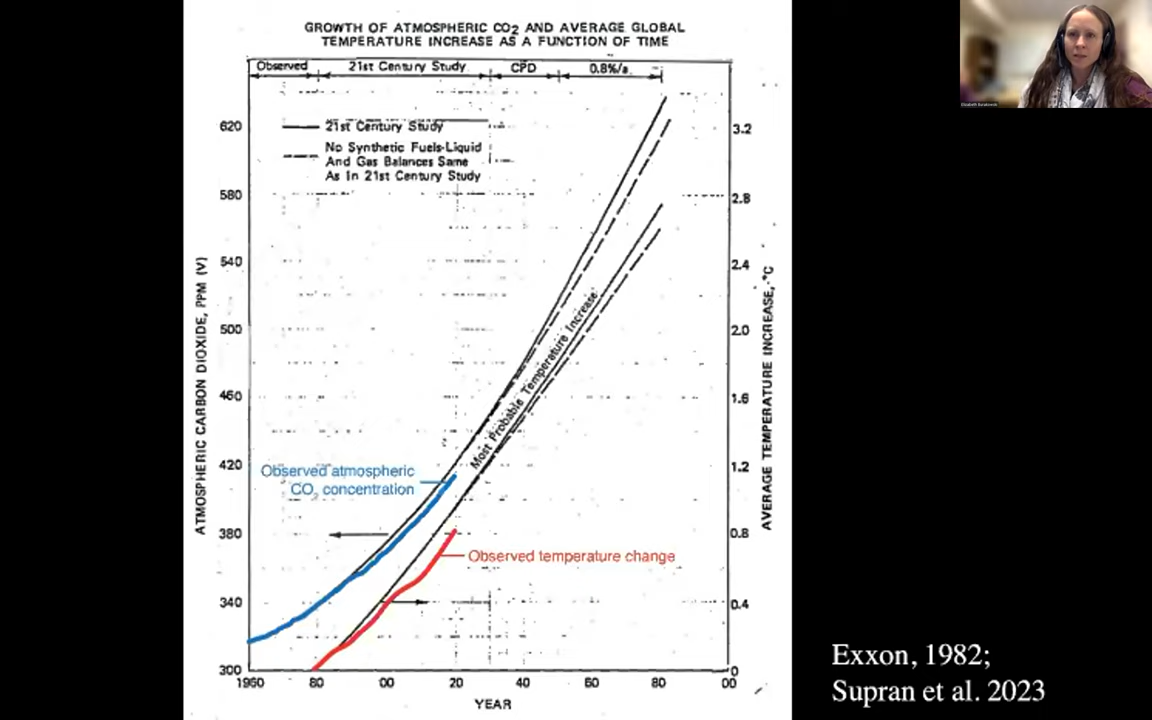 GROWTH OF ATMOSPHERIC CO2 AND AVERAGE GLOBAL
TEMPERATURE INCREASE AS A FUNCTION OF TIME
Observed 21st Century Study CPD 0.8%/a
21st Century Study
No Synthetic Fuels-Liquid
And Gas Balances Same
As In 21st Century Study
ATMOSPHERIC CARBON DIOXIDE, PPM (V)
620
580
540
500
460
420
380
340
300
Most Probable Temperature Increase
Observed atmospheric
CO2 concentration
Observed temperature change
3.2
2.8
2.4
2.0
1.6
1.2
0.8
0.4
0
AVERAGE TEMPERATURE INCREASE, °C
1960 80 00 20 40 60 80 00
YEAR
Exxon, 1982;
Supran et al. 2023